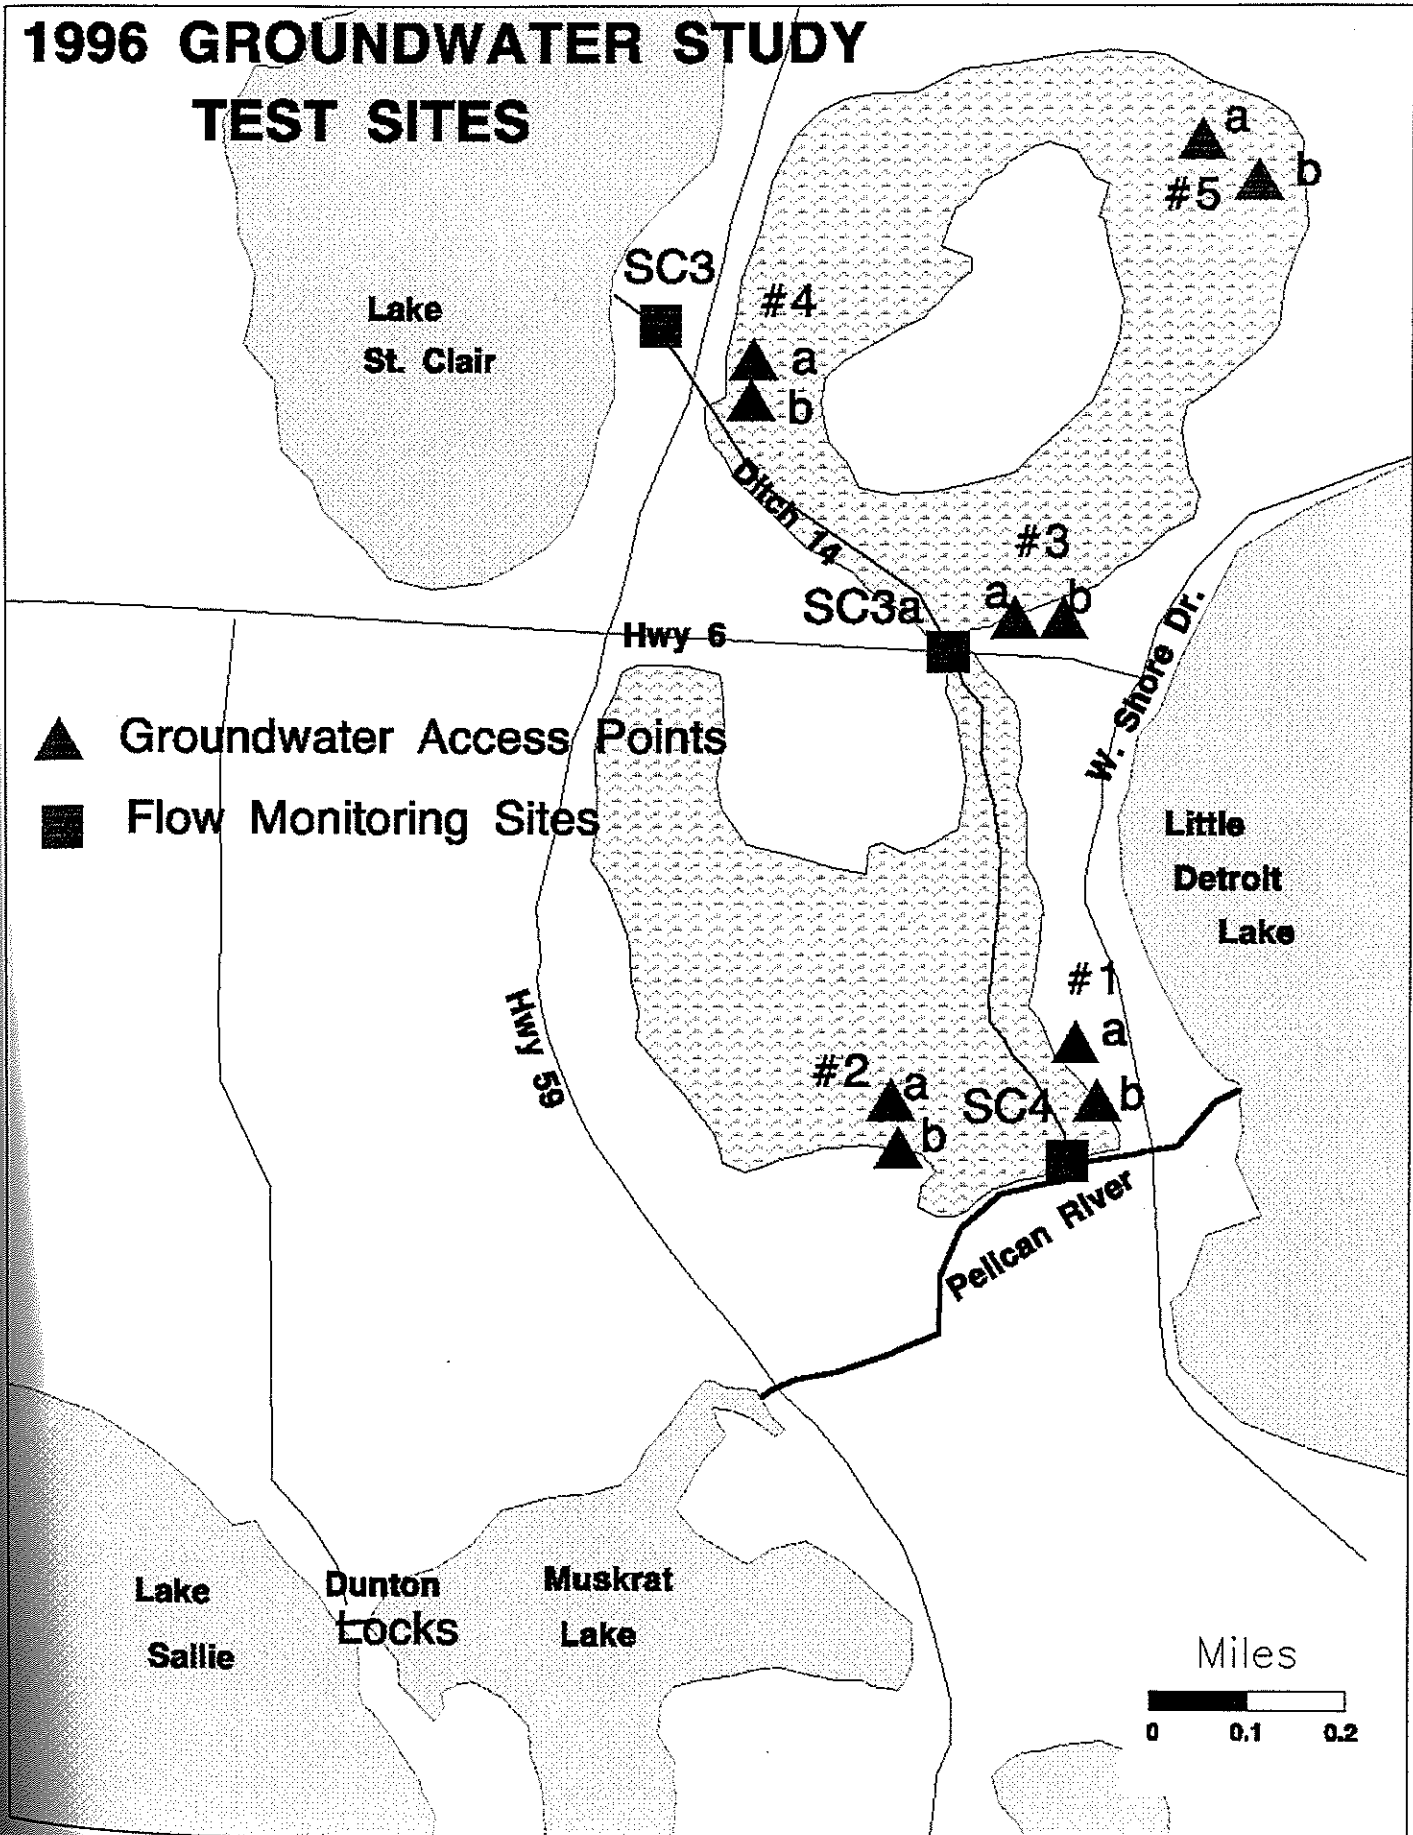 1996 GROUNDWATER STUDY
TEST SITES
a
b
#5
SC3
#4
Lake
St. Clair
a
b
Ditch 14
#3
a
b
SC3a
Hwy 6
W. Shore Dr.
Groundwater Access Points
Flow Monitoring Sites
Little
Detroit
Lake
#1
Hwy 59
a
#2
a
SC4
b
b
Pelican River
Lake
Sallie
Dunton
Locks
Muskrat
Lake
Miles
0 0.1 0.2